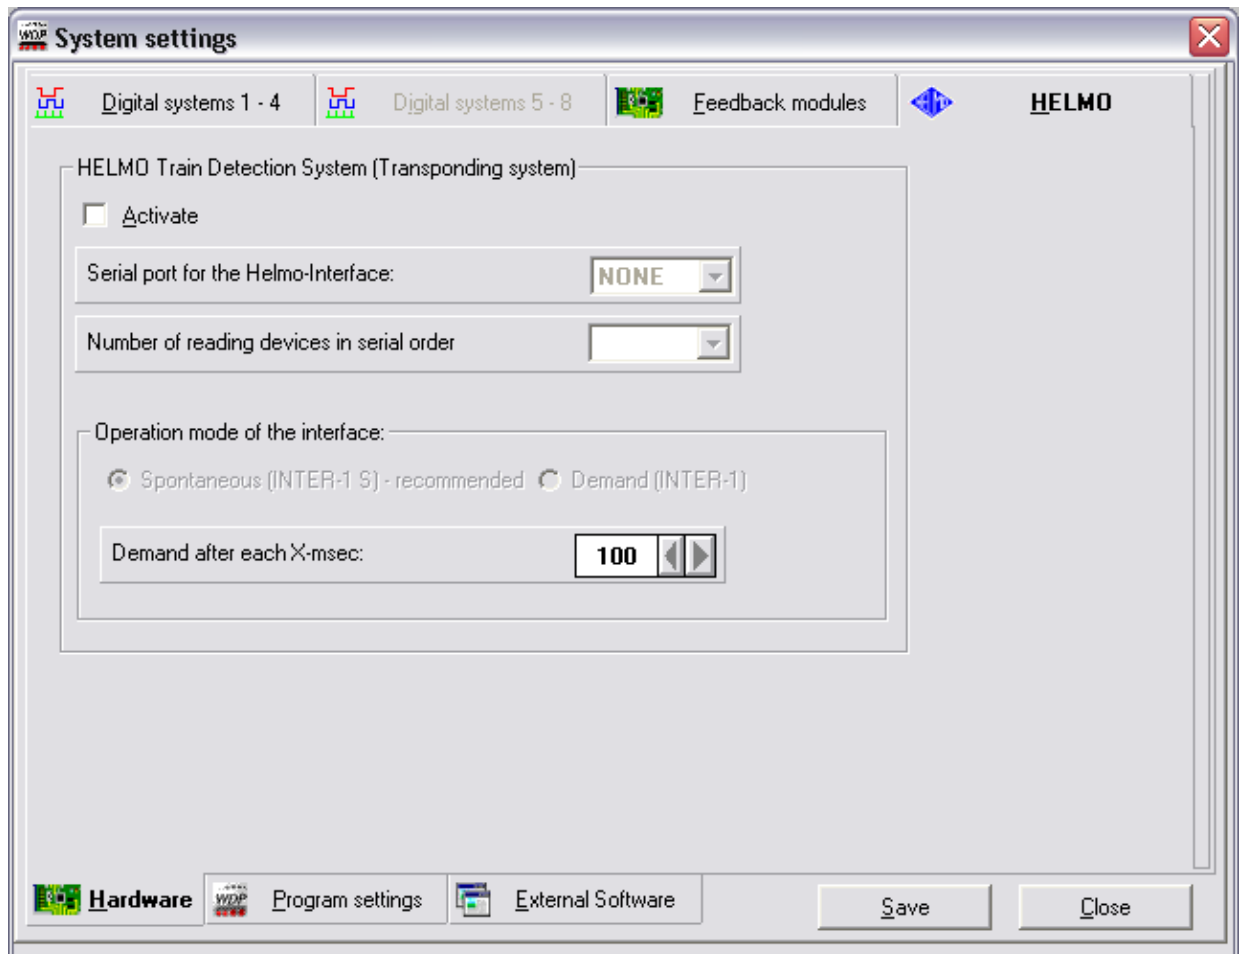 System settings
Digital systems 1 - 4 Digital systems 5 - 8 Feedback modules HELMO
HELMO Train Detection System (Transponding system)
Activate
Serial port for the Helmo-Interface: NONE
Number of reading devices in serial order
Operation mode of the interface:
Spontaneous (INTER-1 S) - recommended Demand (INTER-1)
Demand after each X-msec: 100
Hardware WDP Program settings External Software Save Close